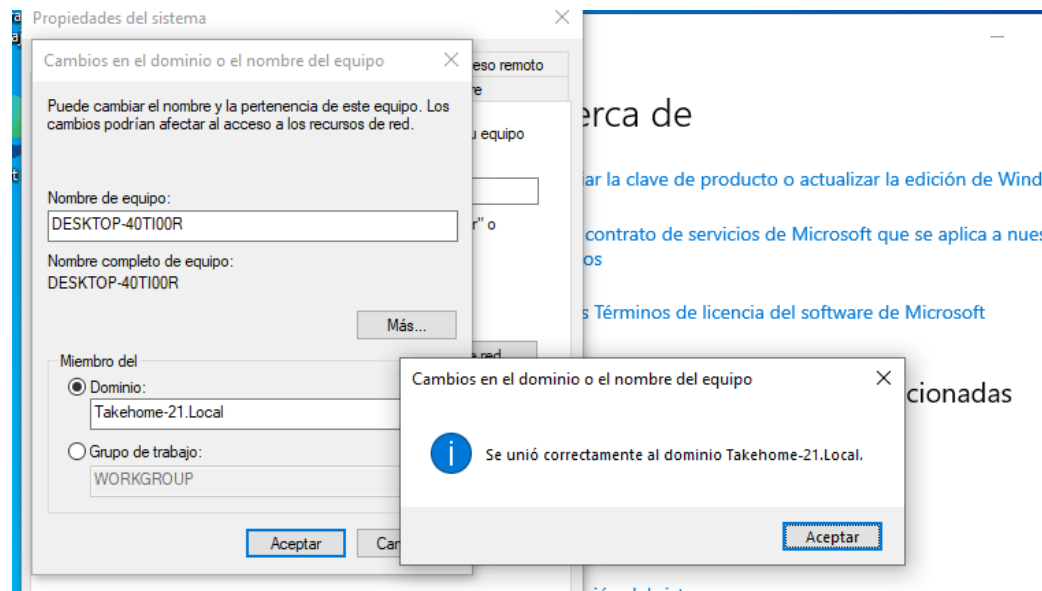 Propiedades del sistema
Cambios en el dominio o el nombre del equipo
eso remoto
Puede cambiar el nombre y la pertenencia de este equipo. Los
cambios podrían afectar al acceso a los recursos de red.
u equipo
Nombre de equipo:
DESKTOP-40TI00R
r" o
Nombre completo de equipo:
DESKTOP-40TI00R
Más...
Miembro del
Dominio:
Takehome-21.Local
Grupo de trabajo:
WORKGROUP
Aceptar
Can
erca de
iar la clave de producto o actualizar la edición de Wind
contrato de servicios de Microsoft que se aplica a nues
os
s Términos de licencia del software de Microsoft
cionadas
Cambios en el dominio o el nombre del equipo
Se unió correctamente al dominio Takehome-21.Local.
Aceptar